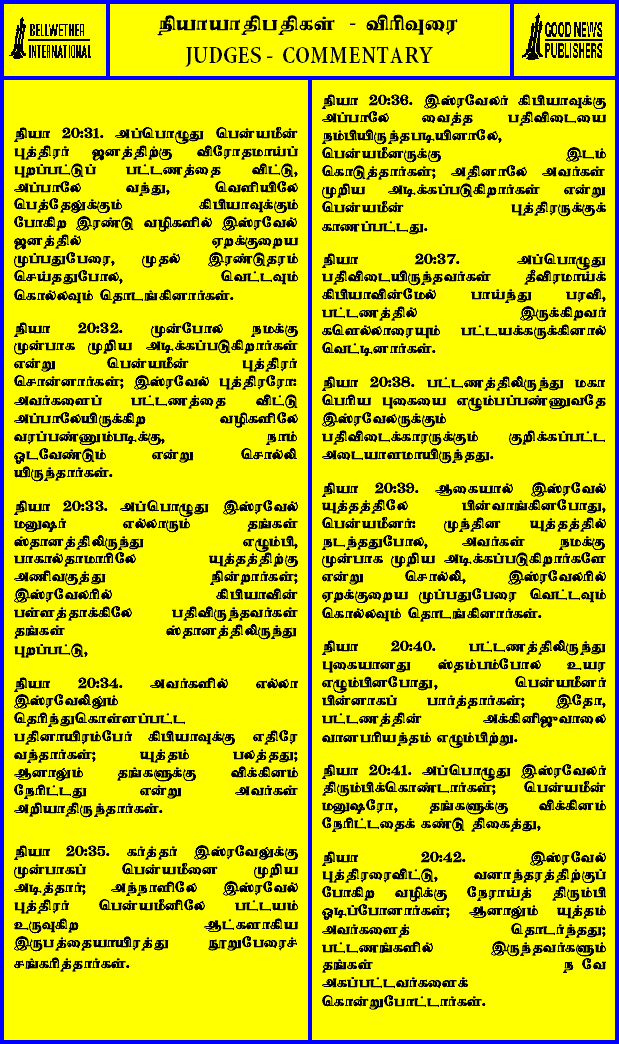 BELLWETHER
INTERNATIONAL
நியாயாதிபதிகள் - விரிவுரை
JUDGES - COMMENTARY
GOOD NEWS
PUBLISHERS
நியா 20:31. அப்பொழுது பென்யமீன்
புத்திரர் ஜனத்திற்கு விரோதமாய்ப்
புறப்பட்டுப் பட்டணத்தை விட்டு,
அப்பாலே வந்து, வெளியிலே
பெத்தேலுக்கும் கிபியாவுக்கும்
போகிற இரண்டு வழிகளில் இஸ்ரவேல்
ஜனத்தில் ஏறக்குறைய
முப்பதுபேரை, முதல் இரண்டுதரம்
செய்ததுபோல, வெட்டவும்
கொல்லவும் தொடங்கினார்கள்.
நியா 20:32. முன்போல நமக்கு
முன்பாக முறிய அடிக்கப்படுகிறார்கள்
என்று பென்யமீன் புத்திரர்
சொன்னார்கள்; இஸ்ரவேல் புத்திரரோ:
அவர்களைப் பட்டணத்தை விட்டு
அப்பாலேயிருக்கிற வழிகளிலே
வரப்பண்ணும்படிக்கு, நாம்
ஓடவேண்டும் என்று சொல்லி
யிருந்தார்கள்.
நியா 20:33. அப்பொழுது இஸ்ரவேல்
மனுஷர் எல்லாரும் தங்கள்
ஸ்தானத்திலிருந்து எழும்பி,
பாகால்தாமாரிலே யுத்தத்திற்கு
அணிவகுத்து நின்றார்கள்;
இஸ்ரவேலரில் கிபியாவின்
பள்ளத்தாக்கிலே பதிவிருந்தவர்கள்
தங்கள் ஸ்தானத்திலிருந்து
புறப்பட்டு,
நியா 20:34. அவர்களில் எல்லா
இஸ்ரவேலிலும்
தெரிந்துகொள்ளப்பட்ட
பதினாயிரம்பேர் கிபியாவுக்கு எதிரே
வந்தார்கள்; யுத்தம் பலத்தது;
ஆனாலும் தங்களுக்கு விக்கினம்
நேரிட்டது என்று அவர்கள்
அறியாதிருந்தார்கள்.
நியா 20:35. கர்த்தர் இஸ்ரவேலுக்கு
முன்பாகப் பென்யமீனை முறிய
அடித்தார்; அந்நாளிலே இஸ்ரவேல்
புத்திரர் பென்யமீனிலே பட்டயம்
உருவுகிற ஆட்களாகிய
இருபத்தையாயிரத்து நூறுபேரைச்
சங்கரித்தார்கள்.
நியா 20:36. இஸ்ரவேலர் கிபியாவுக்கு
அப்பாலே வைத்த பதிவிடையை
நம்பியிருந்தபடியினாலே,
பென்யமீனருக்கு இடம்
கொடுத்தார்கள்; அதினாலே அவர்கள்
முறிய அடிக்கப்படுகிறார்கள் என்று
பென்யமீன் புத்திரருக்குக்
காணப்பட்டது.
நியா 20:37. அப்பொழுது
பதிவிடையிருந்தவர்கள் தீவிரமாய்க்
கிபியாவின்மேல் பாய்ந்து பரவி,
பட்டணத்தில் இருக்கிறவர்
களெல்லாரையும் பட்டயக்கருக்கினால்
வெட்டினார்கள்.
நியா 20:38. பட்டணத்திலிருந்து மகா
பெரிய புகையை எழும்பப்பண்ணுவதே
இஸ்ரவேலருக்கும்
பதிவிடைக்காரருக்கும் குறிக்கப்பட்ட
அடையாளமாயிருந்தது.
நியா 20:39. ஆகையால் இஸ்ரவேல்
யுத்தத்திலே பின்வாங்கினபோது,
பென்யமீனர்: முந்தின யுத்தத்தில்
நடந்ததுபோல, அவர்கள் நமக்கு
முன்பாக முறிய அடிக்கப்படுகிறார்களே
என்று சொல்லி, இஸ்ரவேலரில்
ஏறக்குறைய முப்பதுபேரை வெட்டவும்
கொல்லவும் தொடங்கினார்கள்.
நியா 20:40. பட்டணத்திலிருந்து
புகையானது ஸ்தம்பம்போல உயர
எழும்பினபோது, பென்யமீனர்
பின்னாகப் பார்த்தார்கள்; இதோ,
பட்டணத்தின் அக்கினிஜுவாலை
வானபரியந்தம் எழும்பிற்று.
நியா 20:41. அப்பொழுது இஸ்ரவேலர்
திரும்பிக்கொண்டார்கள்; பென்யமீன்
மனுஷரோ, தங்களுக்கு விக்கினம்
நேரிட்டதைக் கண்டு திகைத்து,
நியா 20:42. இஸ்ரவேல்
புத்திரரைவிட்டு, வனாந்தரத்திற்குப்
போகிற வழிக்கு நேராய்த் திரும்பி
ஓடிப்போனார்கள்; ஆனாலும் யுத்தம்
அவர்களைத் தொடர்ந்தது;
பட்டணங்களில் இருந்தவர்களும்
தங்கள் ந வே
அகப்பட்டவர்களைக்
கொன்றுபோட்டார்கள்.